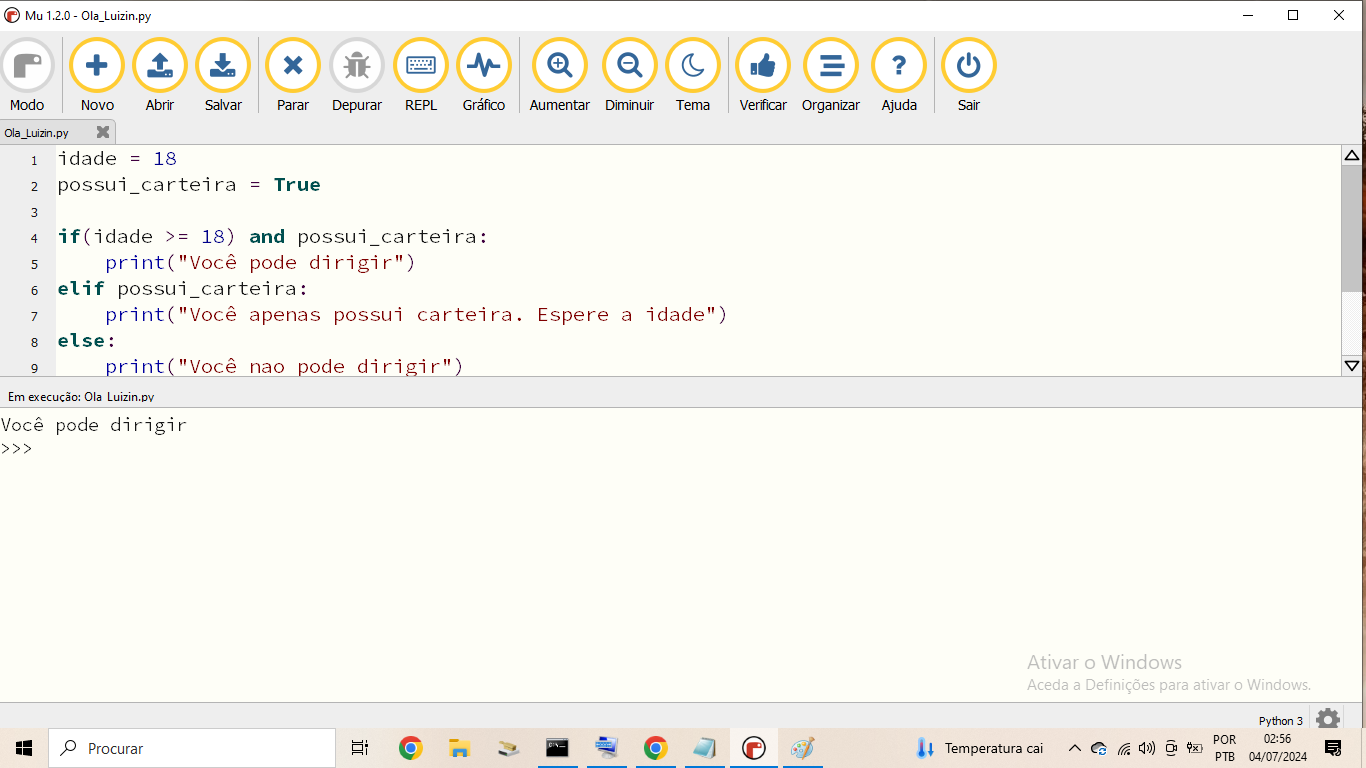 Mu 1.2.0 - Ola_Luizin.py
Modo Novo Abrir Salvar Parar Depurar REPL Gráfico Aumentar Diminuir Tema Verificar Organizar Ajuda Sair
Ola_Luizin.py
1 idade = 18
2 possui_carteira = True
3
4 if(idade >= 18) and possui_carteira:
5 print("Você pode dirigir")
6 elif possui_carteira:
7 print("Você apenas possui carteira. Espere a idade")
8 else:
9 print("Você nao pode dirigir")
Em execução: Ola_Luizin.py
Você pode dirigir
>>>
Ativar o Windows
Aceda a Definições para ativar o Windows.
Python 3
Procurar
Temperatura cai
POR
PTB
02:56
04/07/2024